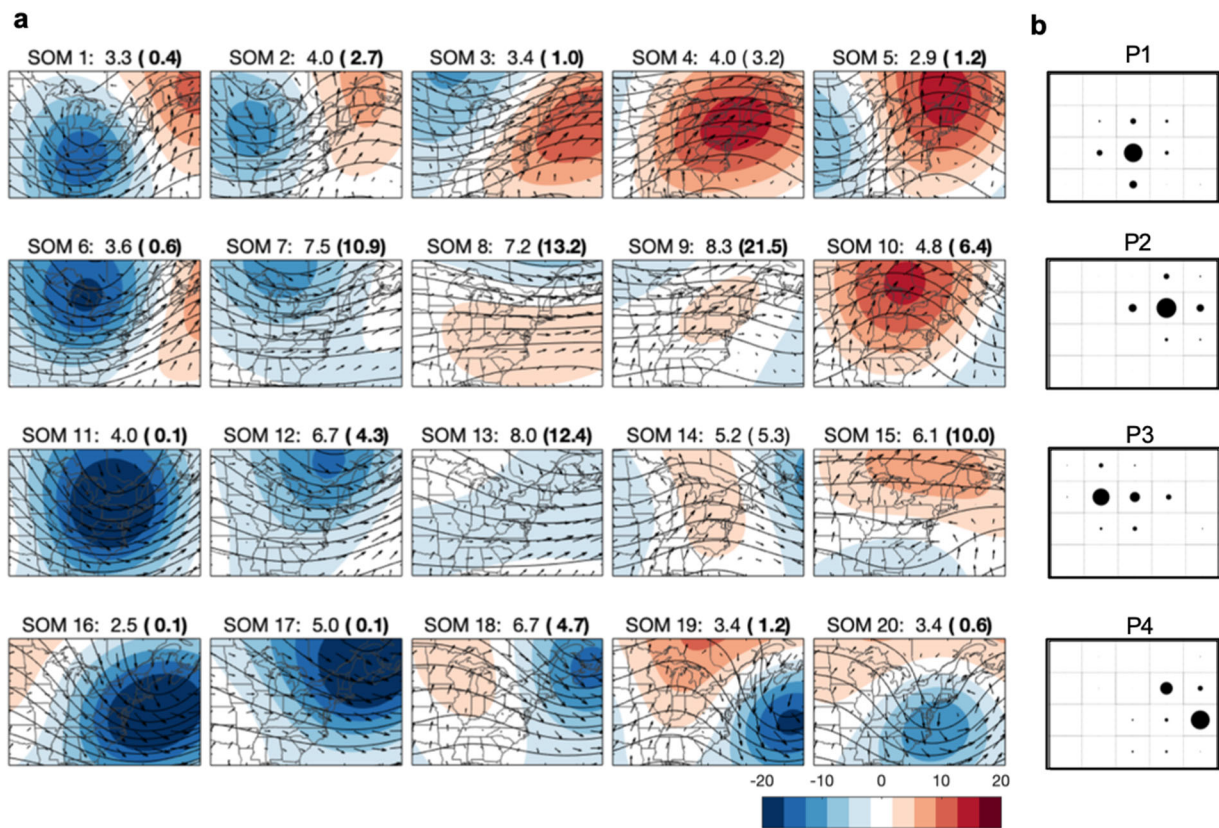 a
b
SOM 1: 3.3 ( 0.4) SOM 2: 4.0 ( 2.7) SOM 3: 3.4 ( 1.0) SOM 4: 4.0 ( 3.2) SOM 5: 2.9 ( 1.2) P1
SOM 6: 3.6 ( 0.6) SOM 7: 7.5 (10.9) SOM 8: 7.2 (13.2) SOM 9: 8.3 (21.5) SOM 10: 4.8 ( 6.4) P2
SOM 11: 4.0 ( 0.1) SOM 12: 6.7 ( 4.3) SOM 13: 8.0 (12.4) SOM 14: 5.2 ( 5.3) SOM 15: 6.1 (10.0) P3
SOM 16: 2.5 ( 0.1) SOM 17: 5.0 ( 0.1) SOM 18: 6.7 ( 4.7) SOM 19: 3.4 ( 1.2) SOM 20: 3.4 ( 0.6) P4
-20 -10 0 10 20